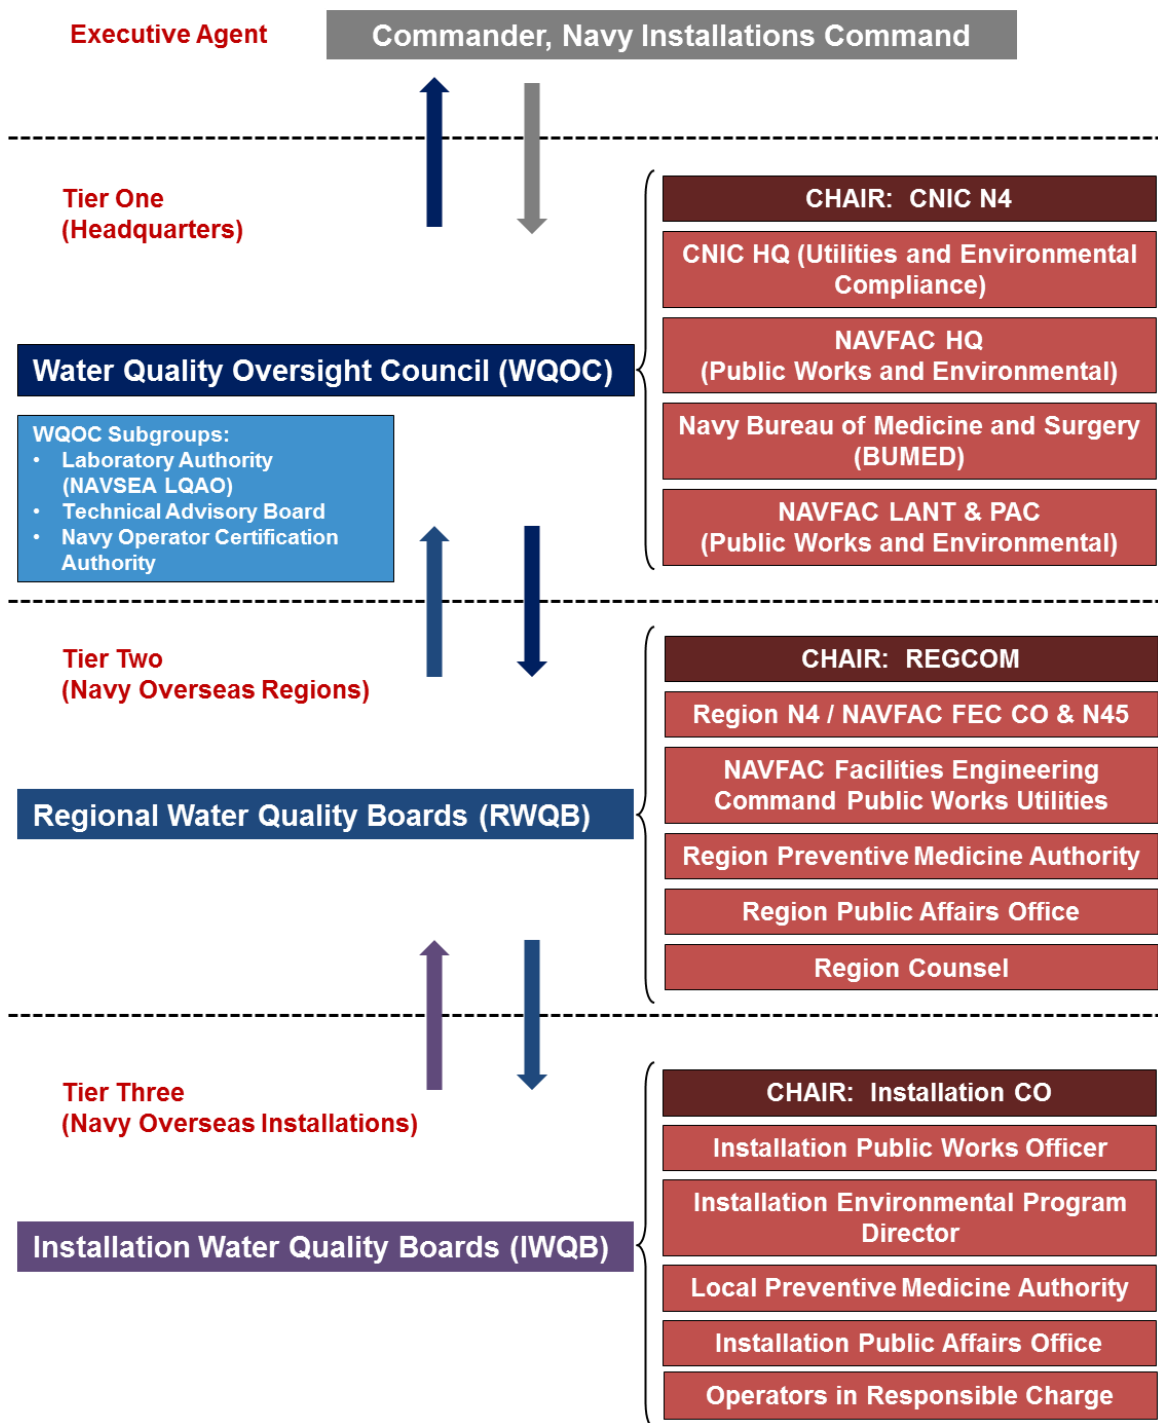 Executive Agent
Commander, Navy Installations Command
Tier One
(Headquarters)
CHAIR: CNIC N4
CNIC HQ (Utilities and Environmental
Compliance)
NAVFAC HQ
(Public Works and Environmental)
Navy Bureau of Medicine and Surgery
(BUMED)
NAVFAC LANT & PAC
(Public Works and Environmental)
Water Quality Oversight Council (WQOC)
WQOC Subgroups:
• Laboratory Authority
(NAVSEA LQAO)
• Technical Advisory Board
• Navy Operator Certification
Authority
Tier Two
(Navy Overseas Regions)
CHAIR: REGCOM
Region N4 / NAVFAC FEC CO & N45
NAVFAC Facilities Engineering
Command Public Works Utilities
Region Preventive Medicine Authority
Region Public Affairs Office
Region Counsel
Regional Water Quality Boards (RWQB)
Tier Three
(Navy Overseas Installations)
CHAIR: Installation CO
Installation Public Works Officer
Installation Environmental Program
Director
Local Preventive Medicine Authority
Installation Public Affairs Office
Operators in Responsible Charge
Installation Water Quality Boards (IWQB)